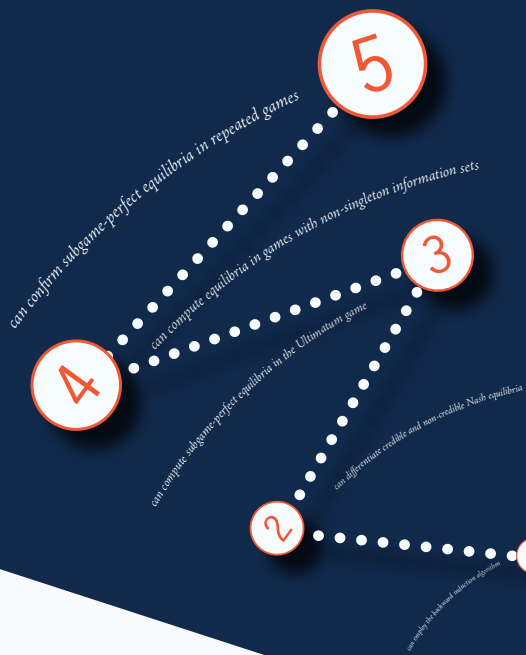 5
can confirm subgame-perfect equilibria in repeated games
can compute equilibria in games with non-singleton information sets
3
can compute subgame-perfect equilibria in the Ultimatum game
4
can differentiate credible and non-credible Nash equilibria
2
can employ the backward induction algorithm